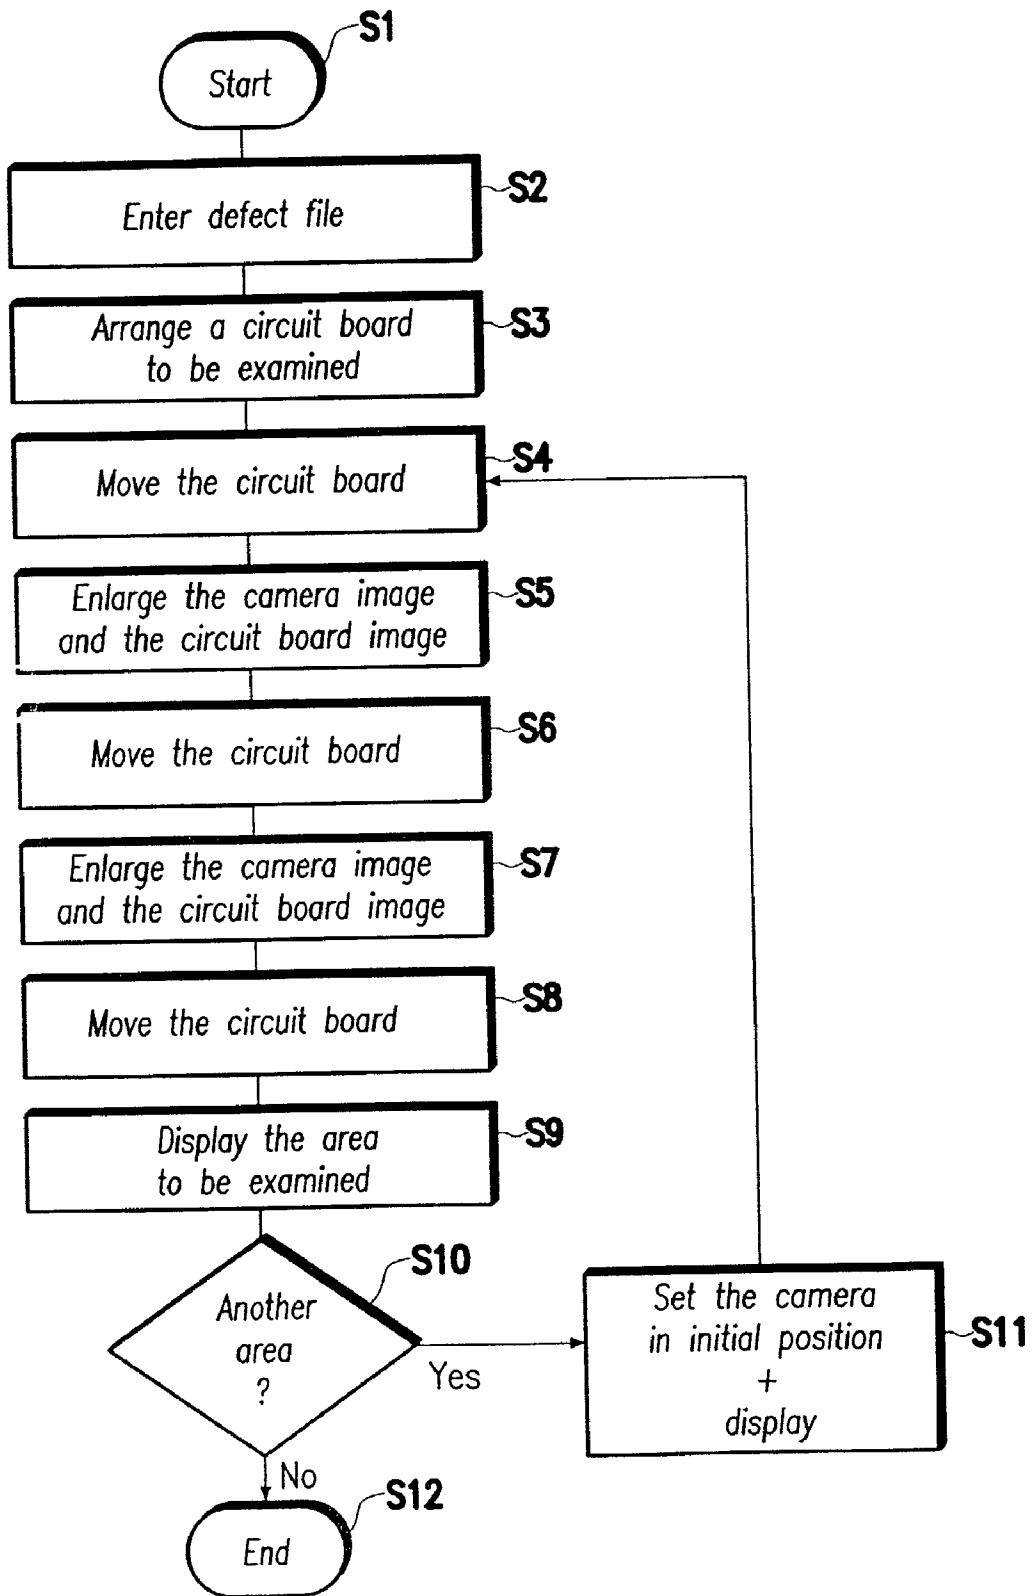 S1
Start
S2
Enter defect file
S3
Arrange a circuit board
to be examined
S4
Move the circuit board
S5
Enlarge the camera image
and the circuit board image
S6
Move the circuit board
S7
Enlarge the camera image
and the circuit board image
S8
Move the circuit board
S9
Display the area
to be examined
S10
Another
area
?
Yes
S11
Set the camera
in initial position
+
display
No
S12
End